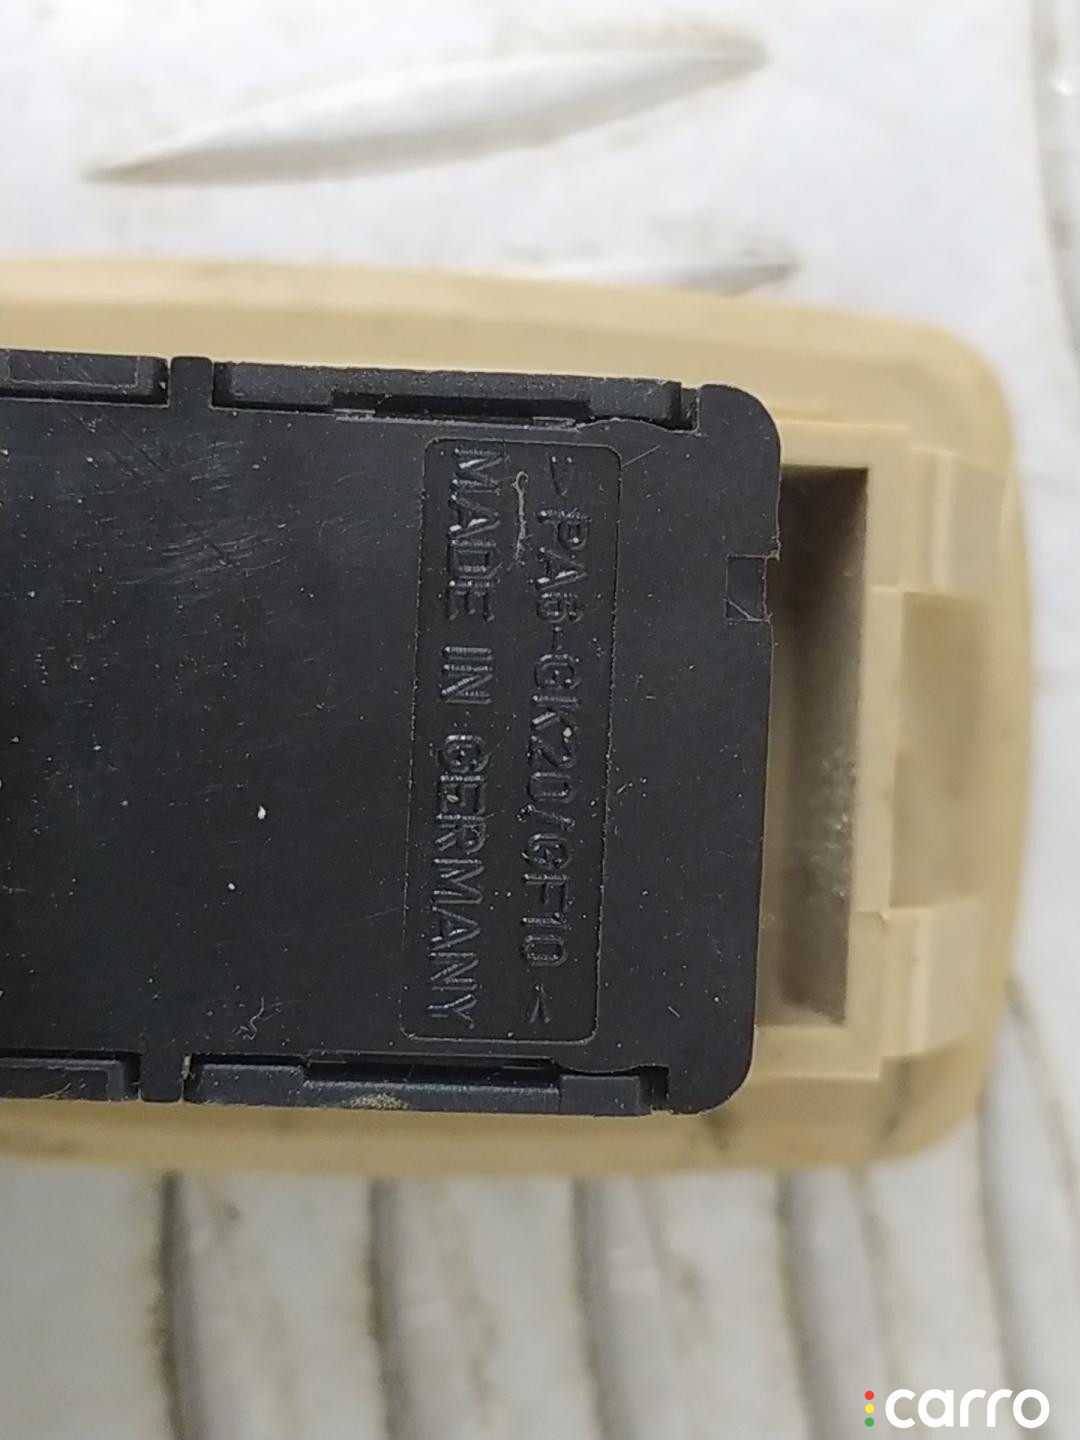 >PA6-GK20/GF10<
MADE IN GERMANY
carro